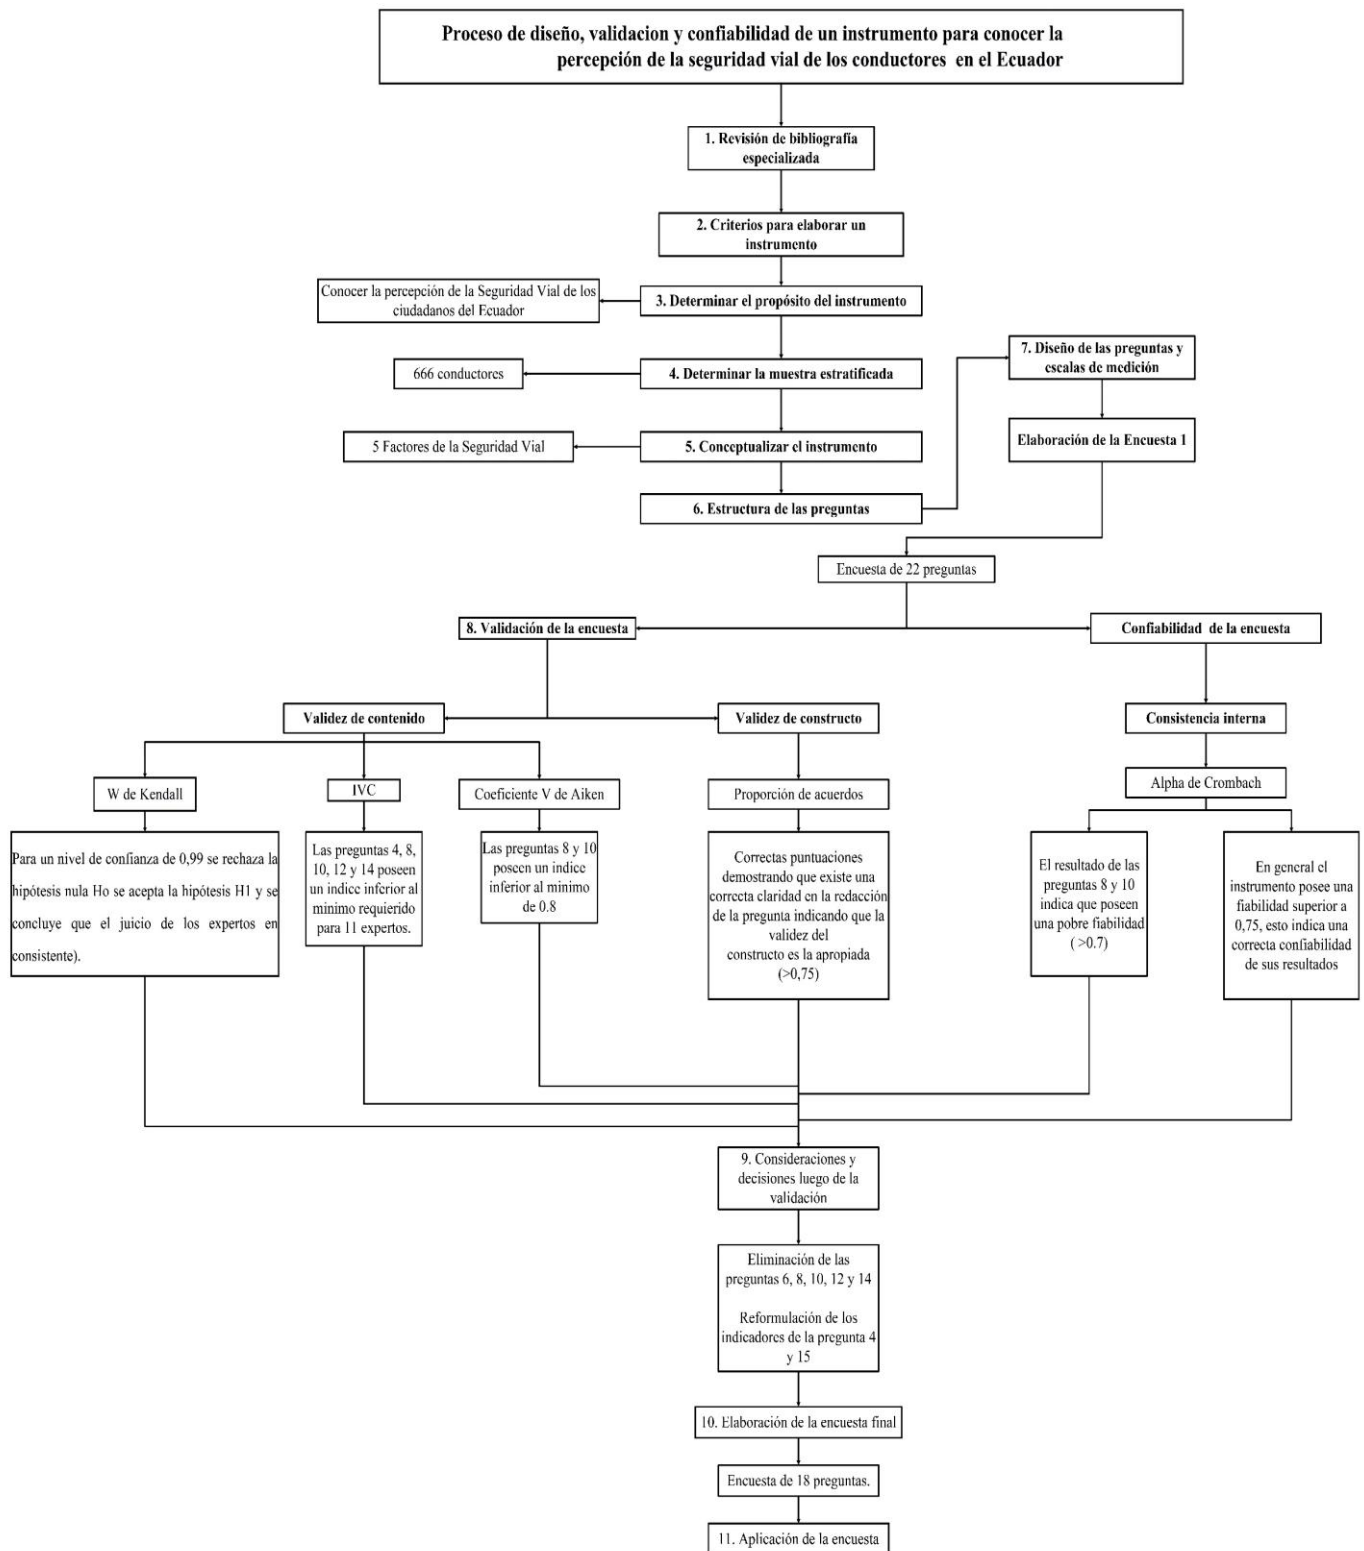 Proceso de diseño, validacion y confiabilidad de un instrumento para conocer la
percepción de la seguridad vial de los conductores en el Ecuador
1. Revisión de bibliografía
especializada
2. Criterios para elaborar un
instrumento
Conocer la percepción de la Seguridad Vial de los
ciudadanos del Ecuador
3. Determinar el propósito del instrumento
666 conductores
4. Determinar la muestra estratificada
5 Factores de la Seguridad Vial
5. Conceptualizar el instrumento
6. Estructura de las preguntas
7. Diseño de las preguntas y
escalas de medición
Elaboración de la Encuesta 1
Encuesta de 22 preguntas
8. Validación de la encuesta
Confiabilidad de la encuesta
Validez de contenido
Validez de constructo
Consistencia interna
W de Kendall
IVC
Coeficiente V de Aiken
Proporción de acuerdos
Alpha de Crombach
Para un nivel de confianza de 0,99 se rechaza la
hipótesis nula Ho se acepta la hipótesis H1 y se
concluye que el juicio de los expertos en
consistente).
Las preguntas 4, 8,
10, 12 y 14 poseen
un indice inferior al
minimo requierido
para 11 expertos.
Las preguntas 8 y 10
poseen un indice
inferior al minimo
de 0.8
Correctas puntuaciones
demostrando que existe una
correcta claridad en la redacción
de la pregunta indicando que la
validez del
constructo es la apropiada
(>0,75)
El resultado de las
preguntas 8 y 10
indica que poseen
una pobre fiabilidad
( >0.7)
En general el
instrumento posee una
fiabilidad superior a
0,75, esto indica una
correcta confiabilidad
de sus resultados
9. Consideraciones y
decisiones luego de la
validación
Eliminación de las
preguntas 6, 8, 10, 12 y 14
Reformulación de los
indicadores de la pregunta 4
y 15
10. Elaboración de la encuesta final
Encuesta de 18 preguntas.
11. Aplicación de la encuesta